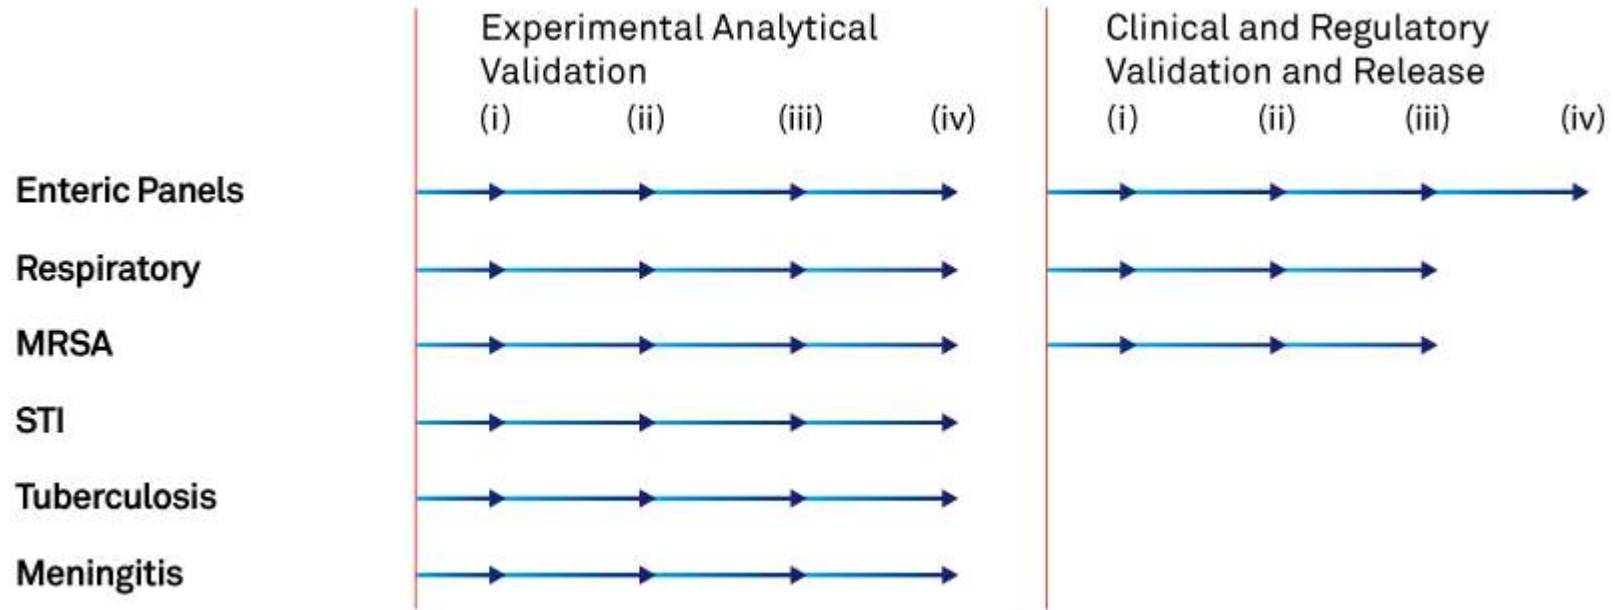 Experimental Analytical
Validation
Clinical and Regulatory
Validation and Release
(i) (ii) (iii) (iv) (i) (ii) (iii) (iv)
Enteric Panels
Respiratory
MRSA
STI
Tuberculosis
Meningitis